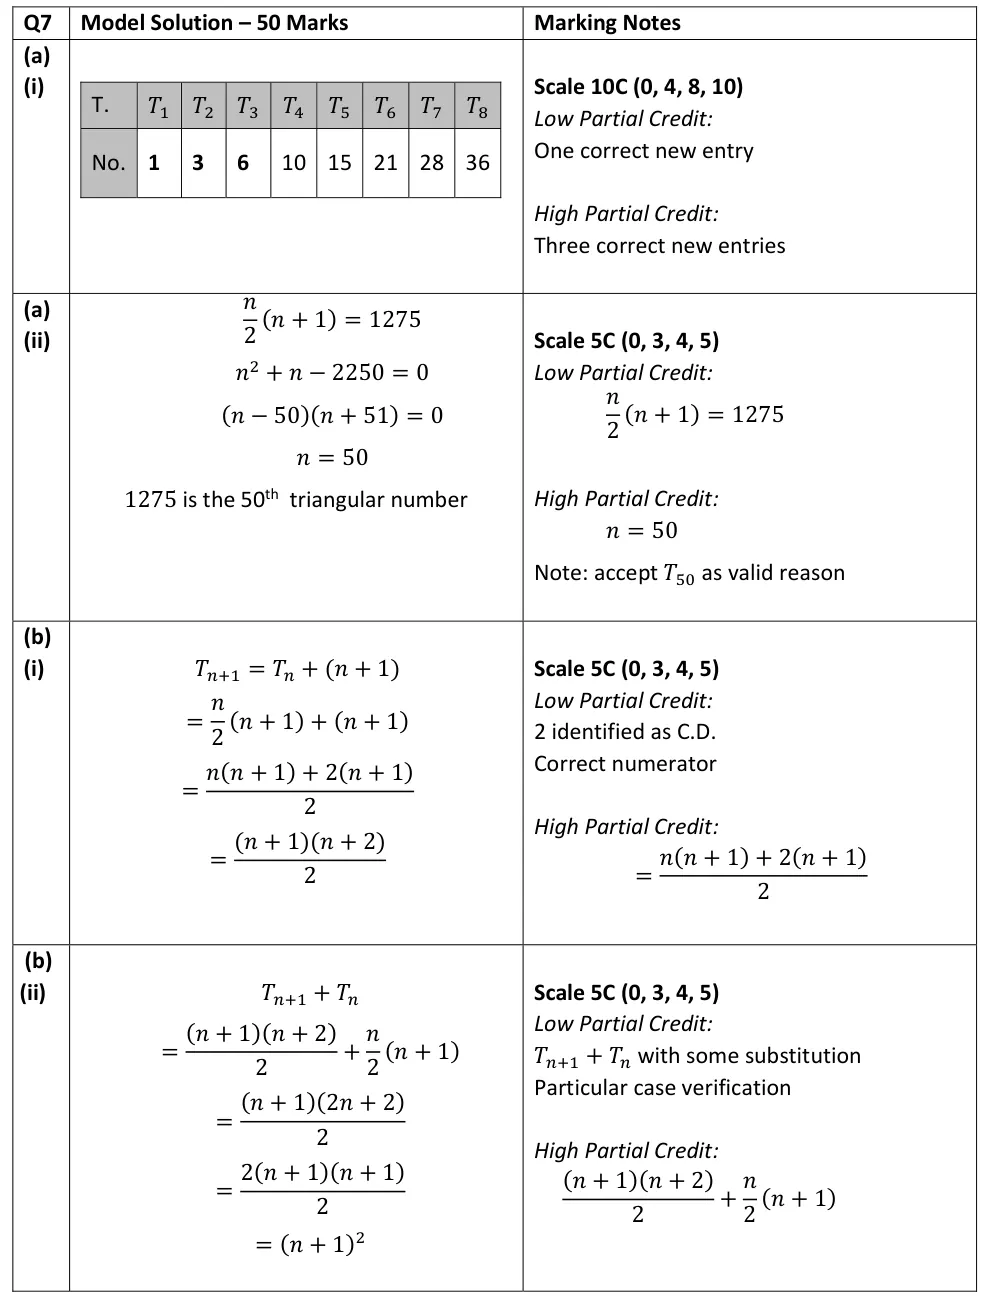 Q7 Model Solution – 50 Marks Marking Notes
(a)
(i)
T. T₁ T₂ T₃ T₄ T₅ T₆ T₇ T₈
No. 1 3 6 10 15 21 28 36
Scale 10C (0, 4, 8, 10)
Low Partial Credit:
One correct new entry
High Partial Credit:
Three correct new entries
(a)
(ii)
n/2 (n + 1) = 1275
n² + n − 2250 = 0
(n − 50)(n + 51) = 0
n = 50
1275 is the 50ᵗʰ triangular number
Scale 5C (0, 3, 4, 5)
Low Partial Credit:
n/2 (n + 1) = 1275
High Partial Credit:
n = 50
Note: accept T₅₀ as valid reason
(b)
(i)
Tₙ₊₁ = Tₙ + (n + 1)
= n/2 (n + 1) + (n + 1)
= n(n + 1) + 2(n + 1)/2
= (n + 1)(n + 2)/2
Scale 5C (0, 3, 4, 5)
Low Partial Credit:
2 identified as C.D.
Correct numerator
High Partial Credit:
= n(n + 1) + 2(n + 1)/2
(b)
(ii)
Tₙ₊₁ + Tₙ
= (n + 1)(n + 2)/2 + n/2 (n + 1)
= (n + 1)(2n + 2)/2
= 2(n + 1)(n + 1)/2
= (n + 1)²
Scale 5C (0, 3, 4, 5)
Low Partial Credit:
Tₙ₊₁ + Tₙ with some substitution
Particular case verification
High Partial Credit:
(n + 1)(n + 2)/2 + n/2 (n + 1)